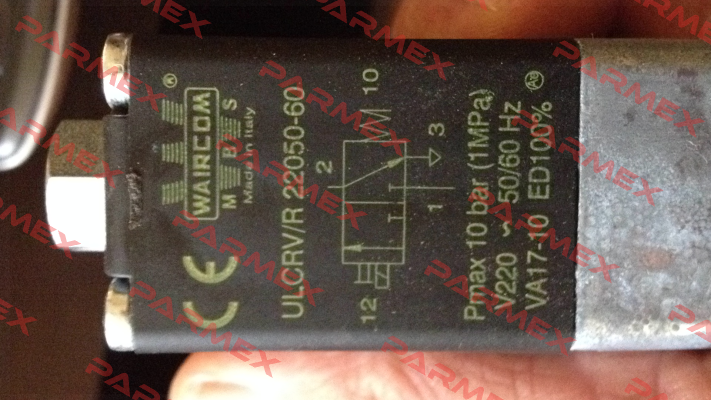 WAIRCOM
M B S
Made in Italy
®
CE
ULCRV/R 22050-60
12
2
10
1
3
Pmax 10 bar (1MPa)
V220 ~ 50/60 Hz
VA17-10 ED100%
PARMEX